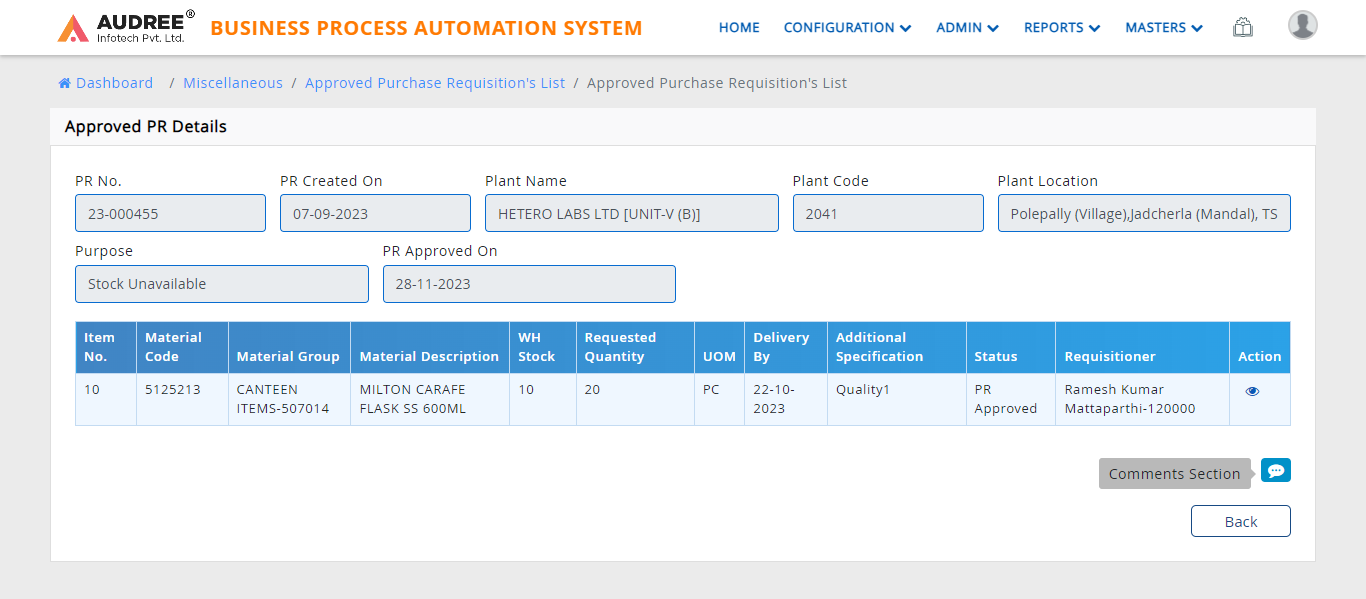 AUDREE®
Infotech Pvt. Ltd.
BUSINESS PROCESS AUTOMATION SYSTEM
HOME CONFIGURATION ADMIN REPORTS MASTERS
Dashboard / Miscellaneous / Approved Purchase Requisition's List / Approved Purchase Requisition's List
Approved PR Details
PR No. PR Created On Plant Name Plant Code Plant Location
23-000455 07-09-2023 HETERO LABS LTD [UNIT-V (B)] 2041 Polepally (Village),Jadcherla (Mandal), TS
Purpose PR Approved On
Stock Unavailable 28-11-2023
Item No. Material Code Material Group Material Description WH Stock Requested Quantity UOM Delivery By Additional Specification Status Requisitioner Action
10 5125213 CANTEEN ITEMS-507014 MILTON CARAFE FLASK SS 600ML 10 20 PC 22-10-2023 Quality1 PR Approved Ramesh Kumar Mattaparthi-120000
Comments Section
Back